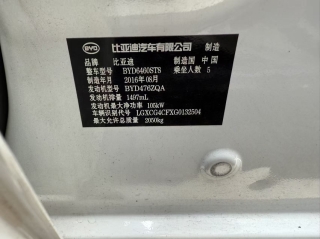 BYD 比亚迪汽车有限公司 制造
品牌 比亚迪 制造国 中国
整车型号 BYD6460ST5 乘坐人数 5
制造年月 2016年08月
发动机型号 BYD476ZQA
发动机排量 1497mL
发动机最大净功率 105kW
车辆识别代号 LGXCG4CFXG0132504
最大允许总质量 2050kg